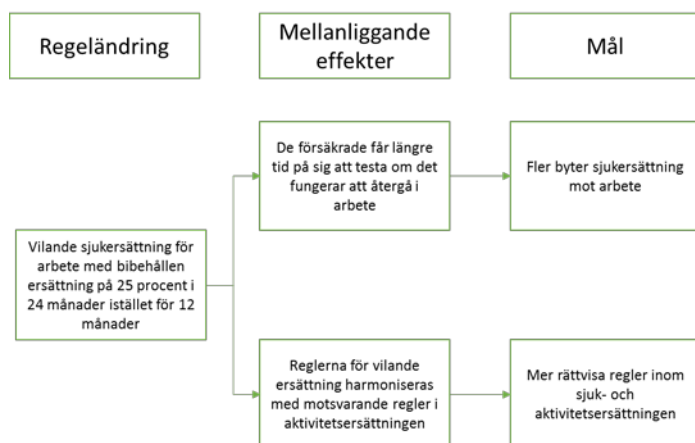 Regeländring
Mellanliggande
effekter
Mål
De försäkrade får längre
tid på sig att testa om det
fungerar att återgå i
arbete
Fler byter sjukersättning
mot arbete
Vilande sjukersättning för
arbete med bibehållen
ersättning på 25 procent i
24 månader istället för 12
månader
Reglerna för vilande
ersättning harmoniseras
med motsvarande regler i
aktivitetsersättningen
Mer rättvisa regler inom
sjuk- och
aktivitetsersättningen